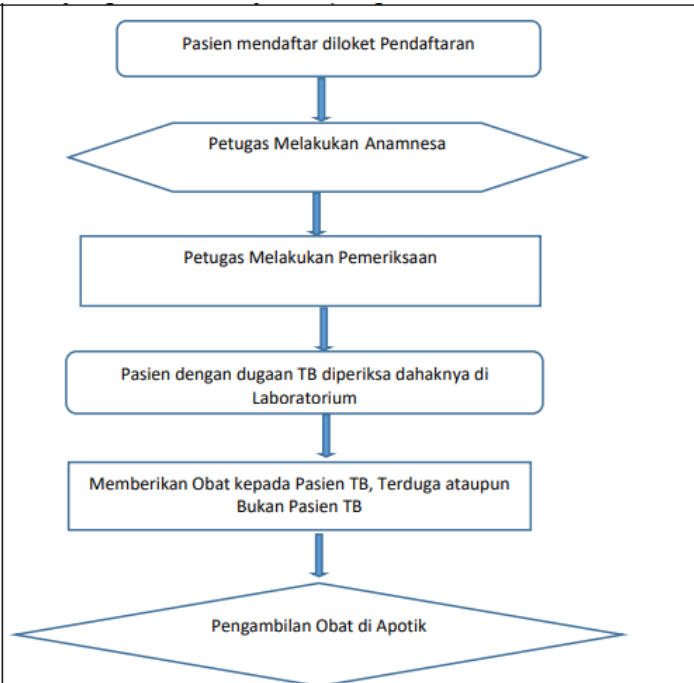 Pasien mendaftar diloket Pendaftaran
Petugas Melakukan Anamnesa
Petugas Melakukan Pemeriksaan
Pasien dengan dugaan TB diperiksa dahaknya di
Laboratorium
Memberikan Obat kepada Pasien TB, Terduga ataupun
Bukan Pasien TB
Pengambilan Obat di Apotik